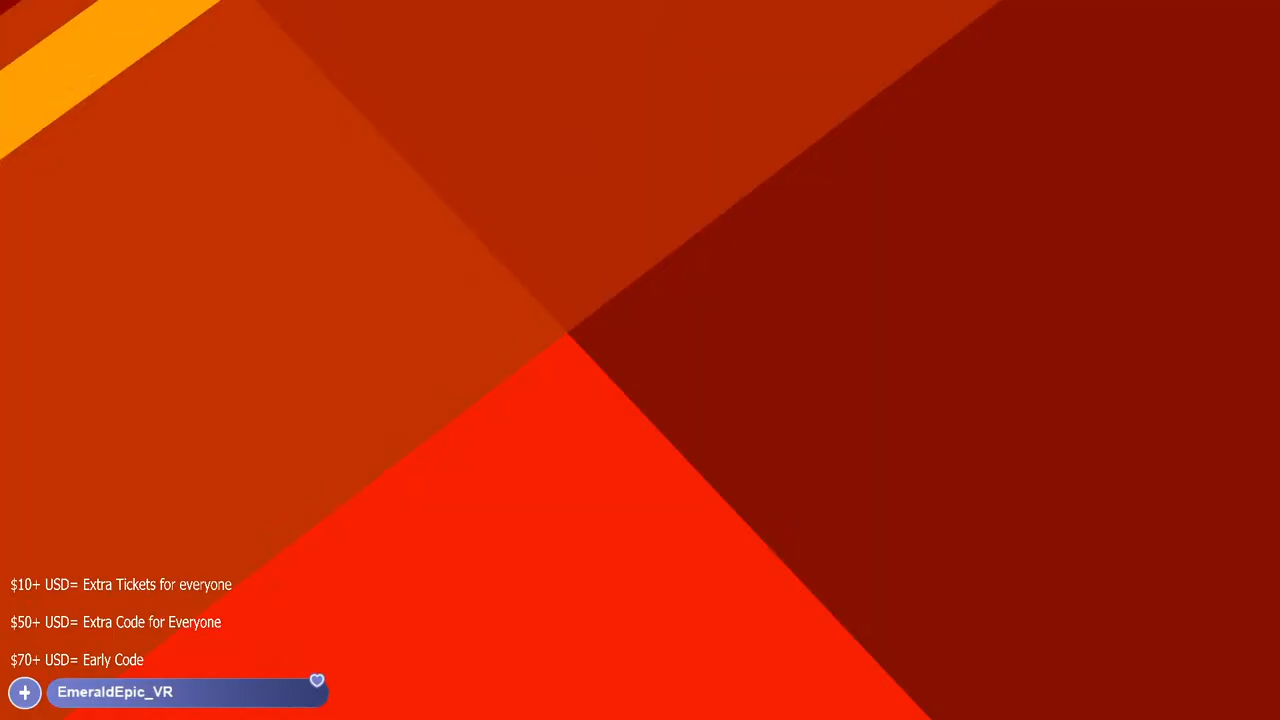 $10+ USD= Extra Tickets for everyone
$50+ USD= Extra Code for Everyone
$70+ USD= Early Code
EmeraldEpic_VR